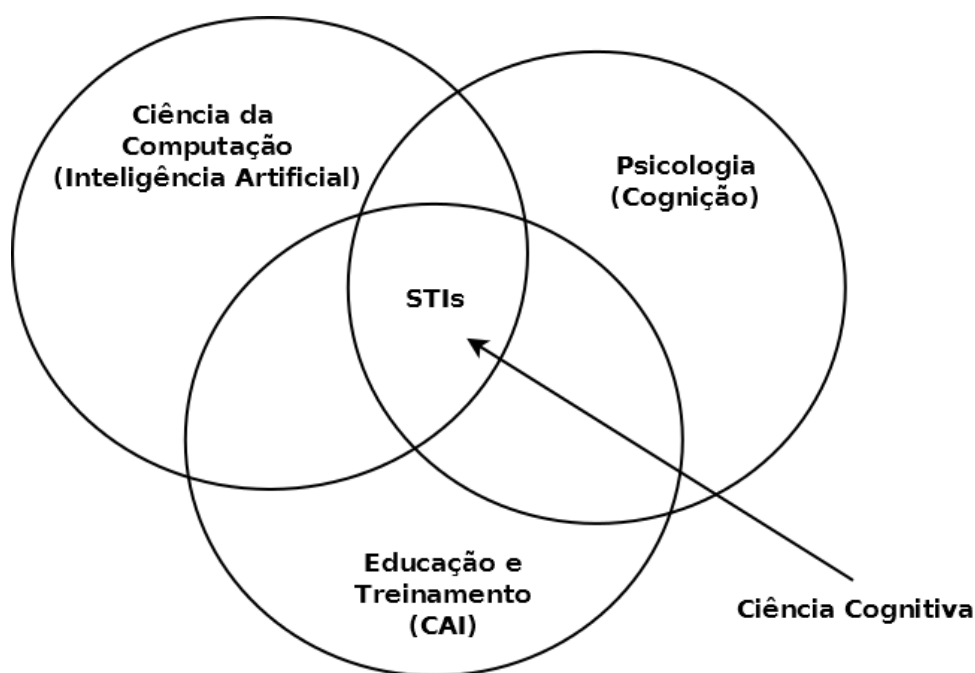 Ciência da
Computação
(Inteligência Artificial)
Psicologia
(Cognição)
STIs
Educação e
Treinamento
(CAI)
Ciência Cognitiva